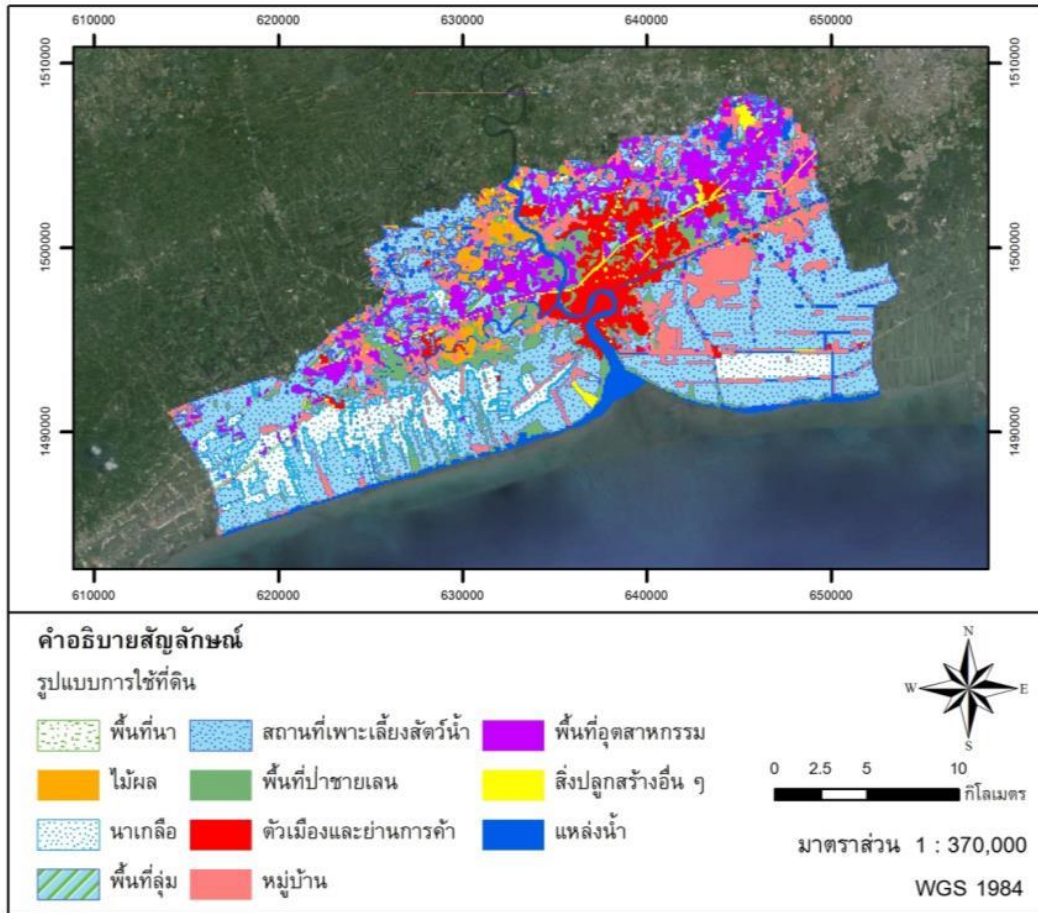 610000 620000 630000 640000 650000
1510000 1510000
1500000 1500000
1490000 1490000
610000 620000 630000 640000 650000
คำอธิบายสัญลักษณ์
รูปแบบการใช้ที่ดิน
พื้นที่นา สถานที่เพาะเลี้ยงสัตว์น้ำ พื้นที่อุตสาหกรรม
ไม้ผล พื้นที่ป่าชายเลน สิ่งปลูกสร้างอื่น ๆ
นาเกลือ ตัวเมืองและย่านการค้า แหล่งน้ำ
พื้นที่ลุ่ม หมู่บ้าน
N
W E
S
0 2.5 5 10
กิโลเมตร
มาตราส่วน 1 : 370,000
WGS 1984